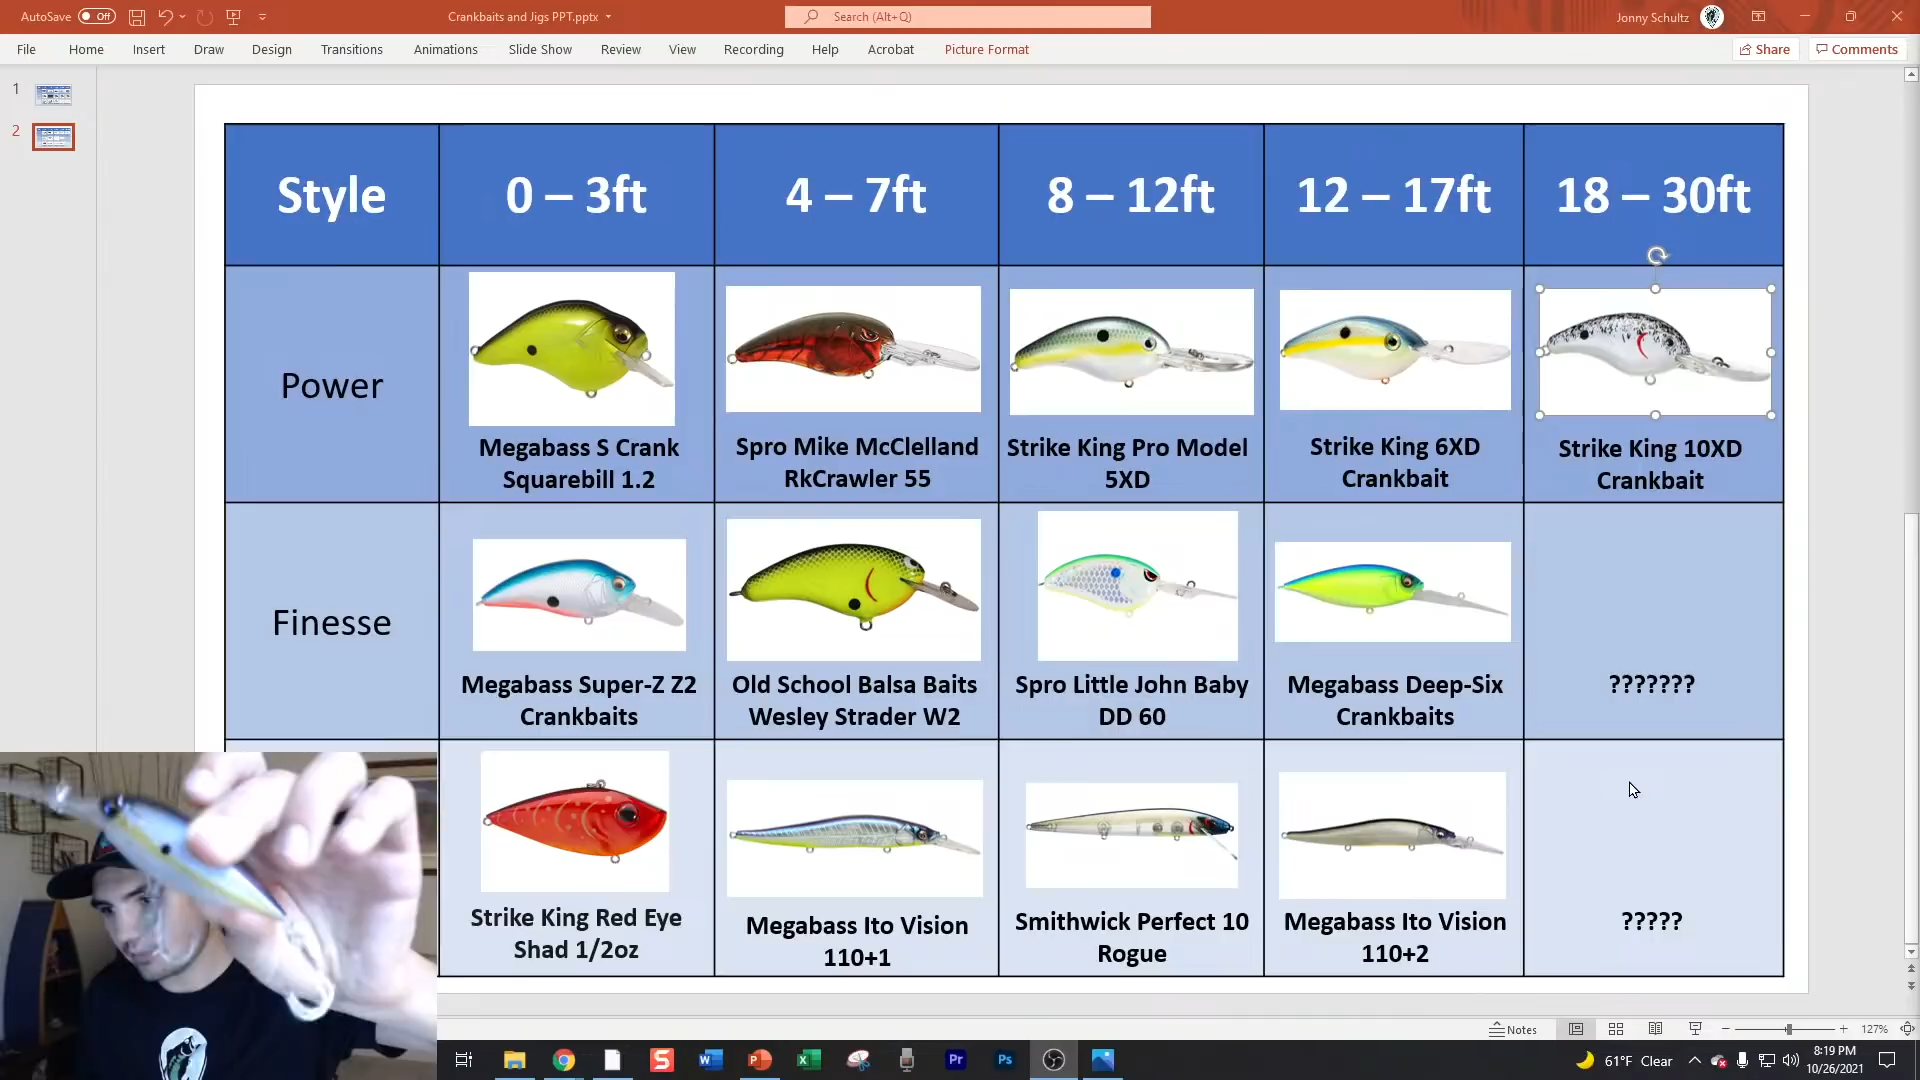 AutoSave Off Crankbaits and Jigs PPT.pptx Search (Alt+Q) Jonny Schultz
File Home Insert Draw Design Transitions Animations Slide Show Review View Recording Help Acrobat Picture Format Share Comments
1
2
Style 0 – 3ft 4 – 7ft 8 – 12ft 12 – 17ft 18 – 30ft
Power
Megabass S Crank
Squarebill 1.2
Spro Mike McClelland
RkCrawler 55
Strike King Pro Model
5XD
Strike King 6XD
Crankbait
Strike King 10XD
Crankbait
Finesse
Megabass Super-Z Z2
Crankbaits
Old School Balsa Baits
Wesley Strader W2
Spro Little John Baby
DD 60
Megabass Deep-Six
Crankbaits
???????
Strike King Red Eye
Shad 1/2oz
Megabass Ito Vision
110+1
Smithwick Perfect 10
Rogue
Megabass Ito Vision
110+2
?????
Notes 127%
61°F Clear
8:19 PM
10/26/2021